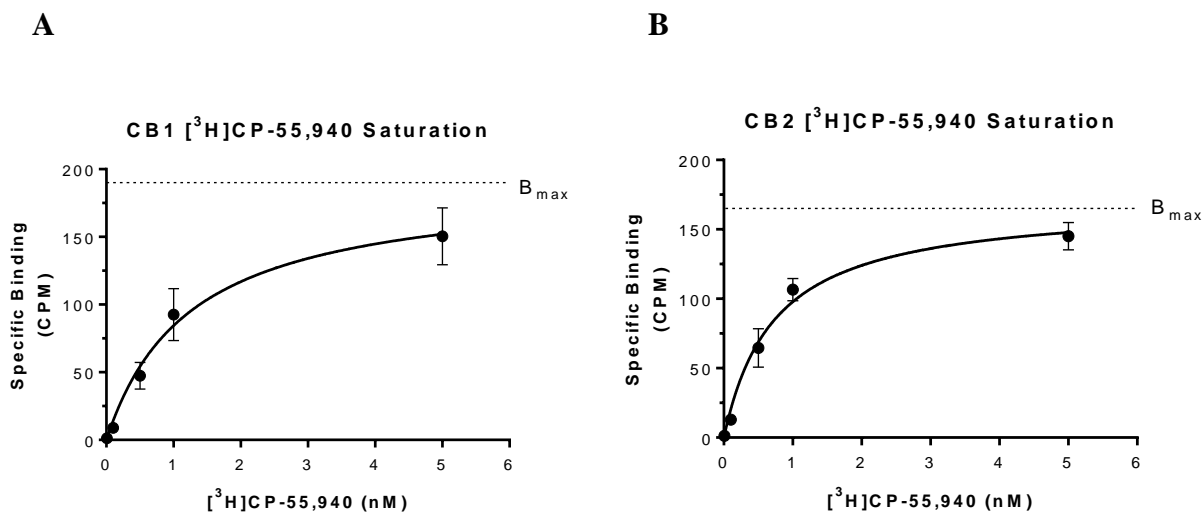 A
CB1 [³H]CP-55,940 Saturation
200
150
100
50
0
Specific Binding
(CPM)
Bmax
0 1 2 3 4 5 6
[³H]CP-55,940 (nM)
B
CB2 [³H]CP-55,940 Saturation
200
150
100
50
0
Specific Binding
(CPM)
Bmax
0 1 2 3 4 5 6
[³H]CP-55,940 (nM)